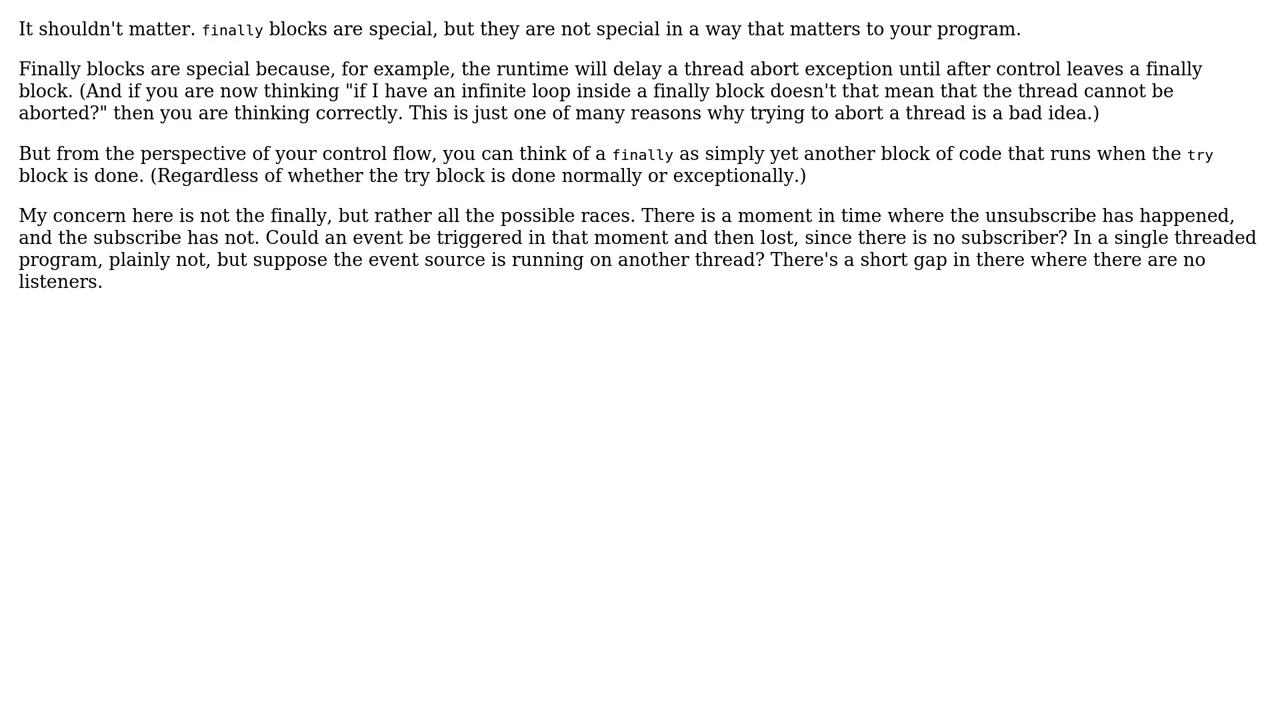 It shouldn't matter. finally blocks are special, but they are not special in a way that matters to your program.
Finally blocks are special because, for example, the runtime will delay a thread abort exception until after control leaves a finally
block. (And if you are now thinking "if I have an infinite loop inside a finally block doesn't that mean that the thread cannot be
aborted?" then you are thinking correctly. This is just one of many reasons why trying to abort a thread is a bad idea.)
But from the perspective of your control flow, you can think of a finally as simply yet another block of code that runs when the try
block is done. (Regardless of whether the try block is done normally or exceptionally.)
My concern here is not the finally, but rather all the possible races. There is a moment in time where the unsubscribe has happened,
and the subscribe has not. Could an event be triggered in that moment and then lost, since there is no subscriber? In a single threaded
program, plainly not, but suppose the event source is running on another thread? There's a short gap in there where there are no
listeners.